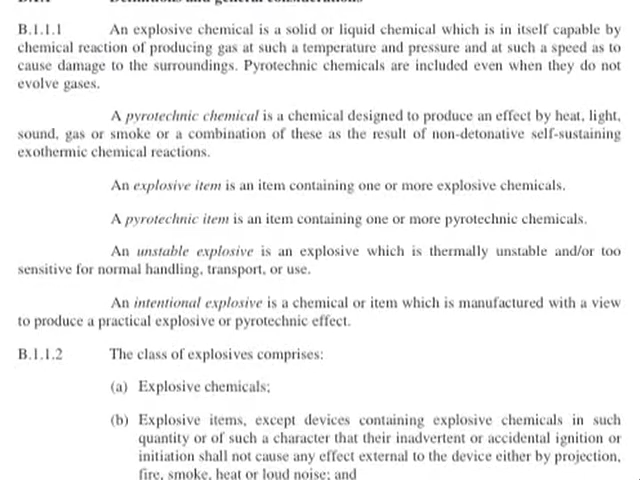 B.1.1.1 An explosive chemical is a solid or liquid chemical which is in itself capable by
chemical reaction of producing gas at such a temperature and pressure and at such a speed as to
cause damage to the surroundings. Pyrotechnic chemicals are included even when they do not
evolve gases.
A pyrotechnic chemical is a chemical designed to produce an effect by heat, light,
sound, gas or smoke or a combination of these as the result of non-detonative self-sustaining
exothermic chemical reactions.
An explosive item is an item containing one or more explosive chemicals.
A pyrotechnic item is an item containing one or more pyrotechnic chemicals.
An unstable explosive is an explosive which is thermally unstable and/or too
sensitive for normal handling, transport, or use.
An intentional explosive is a chemical or item which is manufactured with a view
to produce a practical explosive or pyrotechnic effect.
B.1.1.2 The class of explosives comprises:
(a) Explosive chemicals;
(b) Explosive items, except devices containing explosive chemicals in such
quantity or of such a character that their inadvertent or accidental ignition or
initiation shall not cause any effect external to the device either by projection,
fire, smoke, heat or loud noise; and